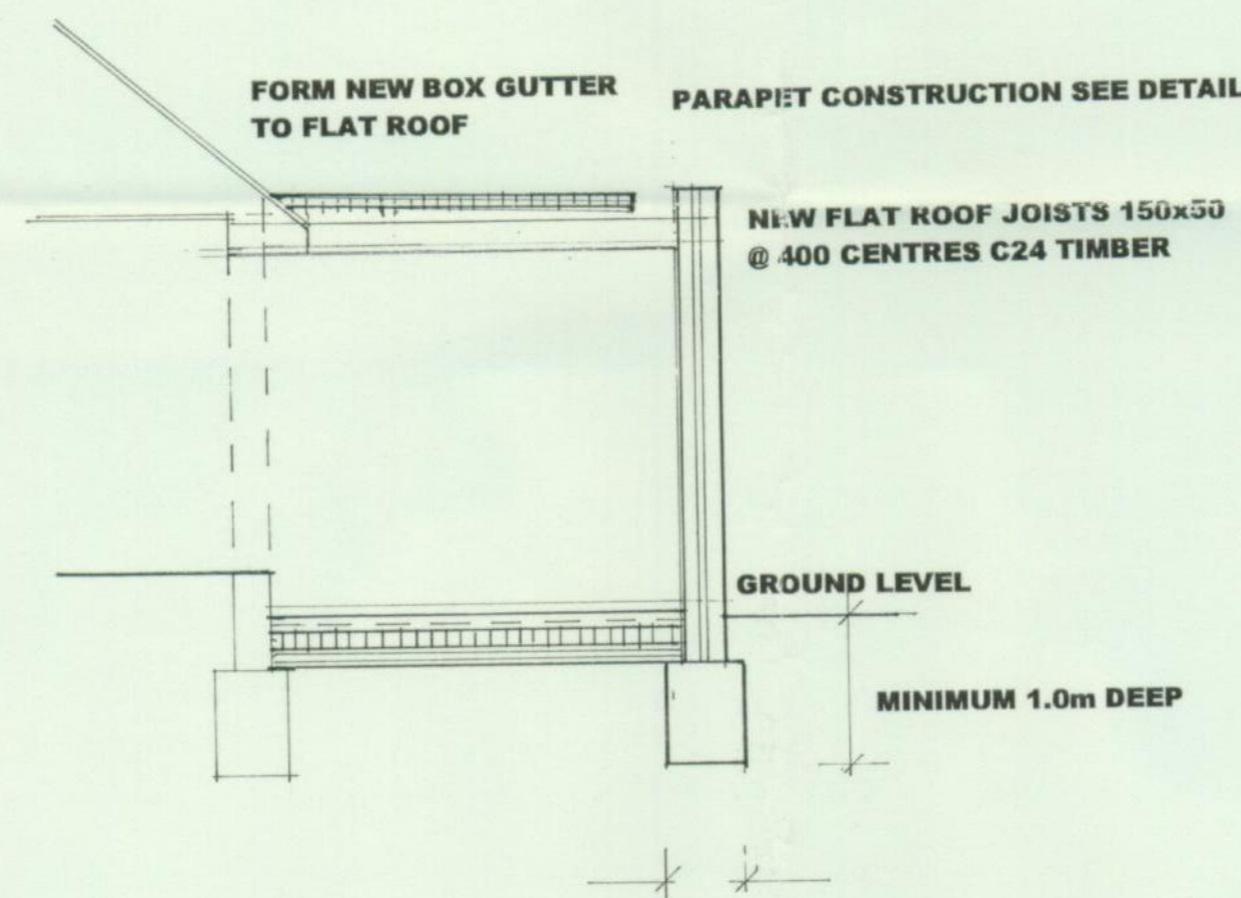 FORM NEW BOX GUTTER
TO FLAT ROOF
PARAPET CONSTRUCTION SEE DETAIL
NEW FLAT ROOF JOISTS 150x50
@ 400 CENTRES C24 TIMBER
GROUND LEVEL
MINIMUM 1.0m DEEP